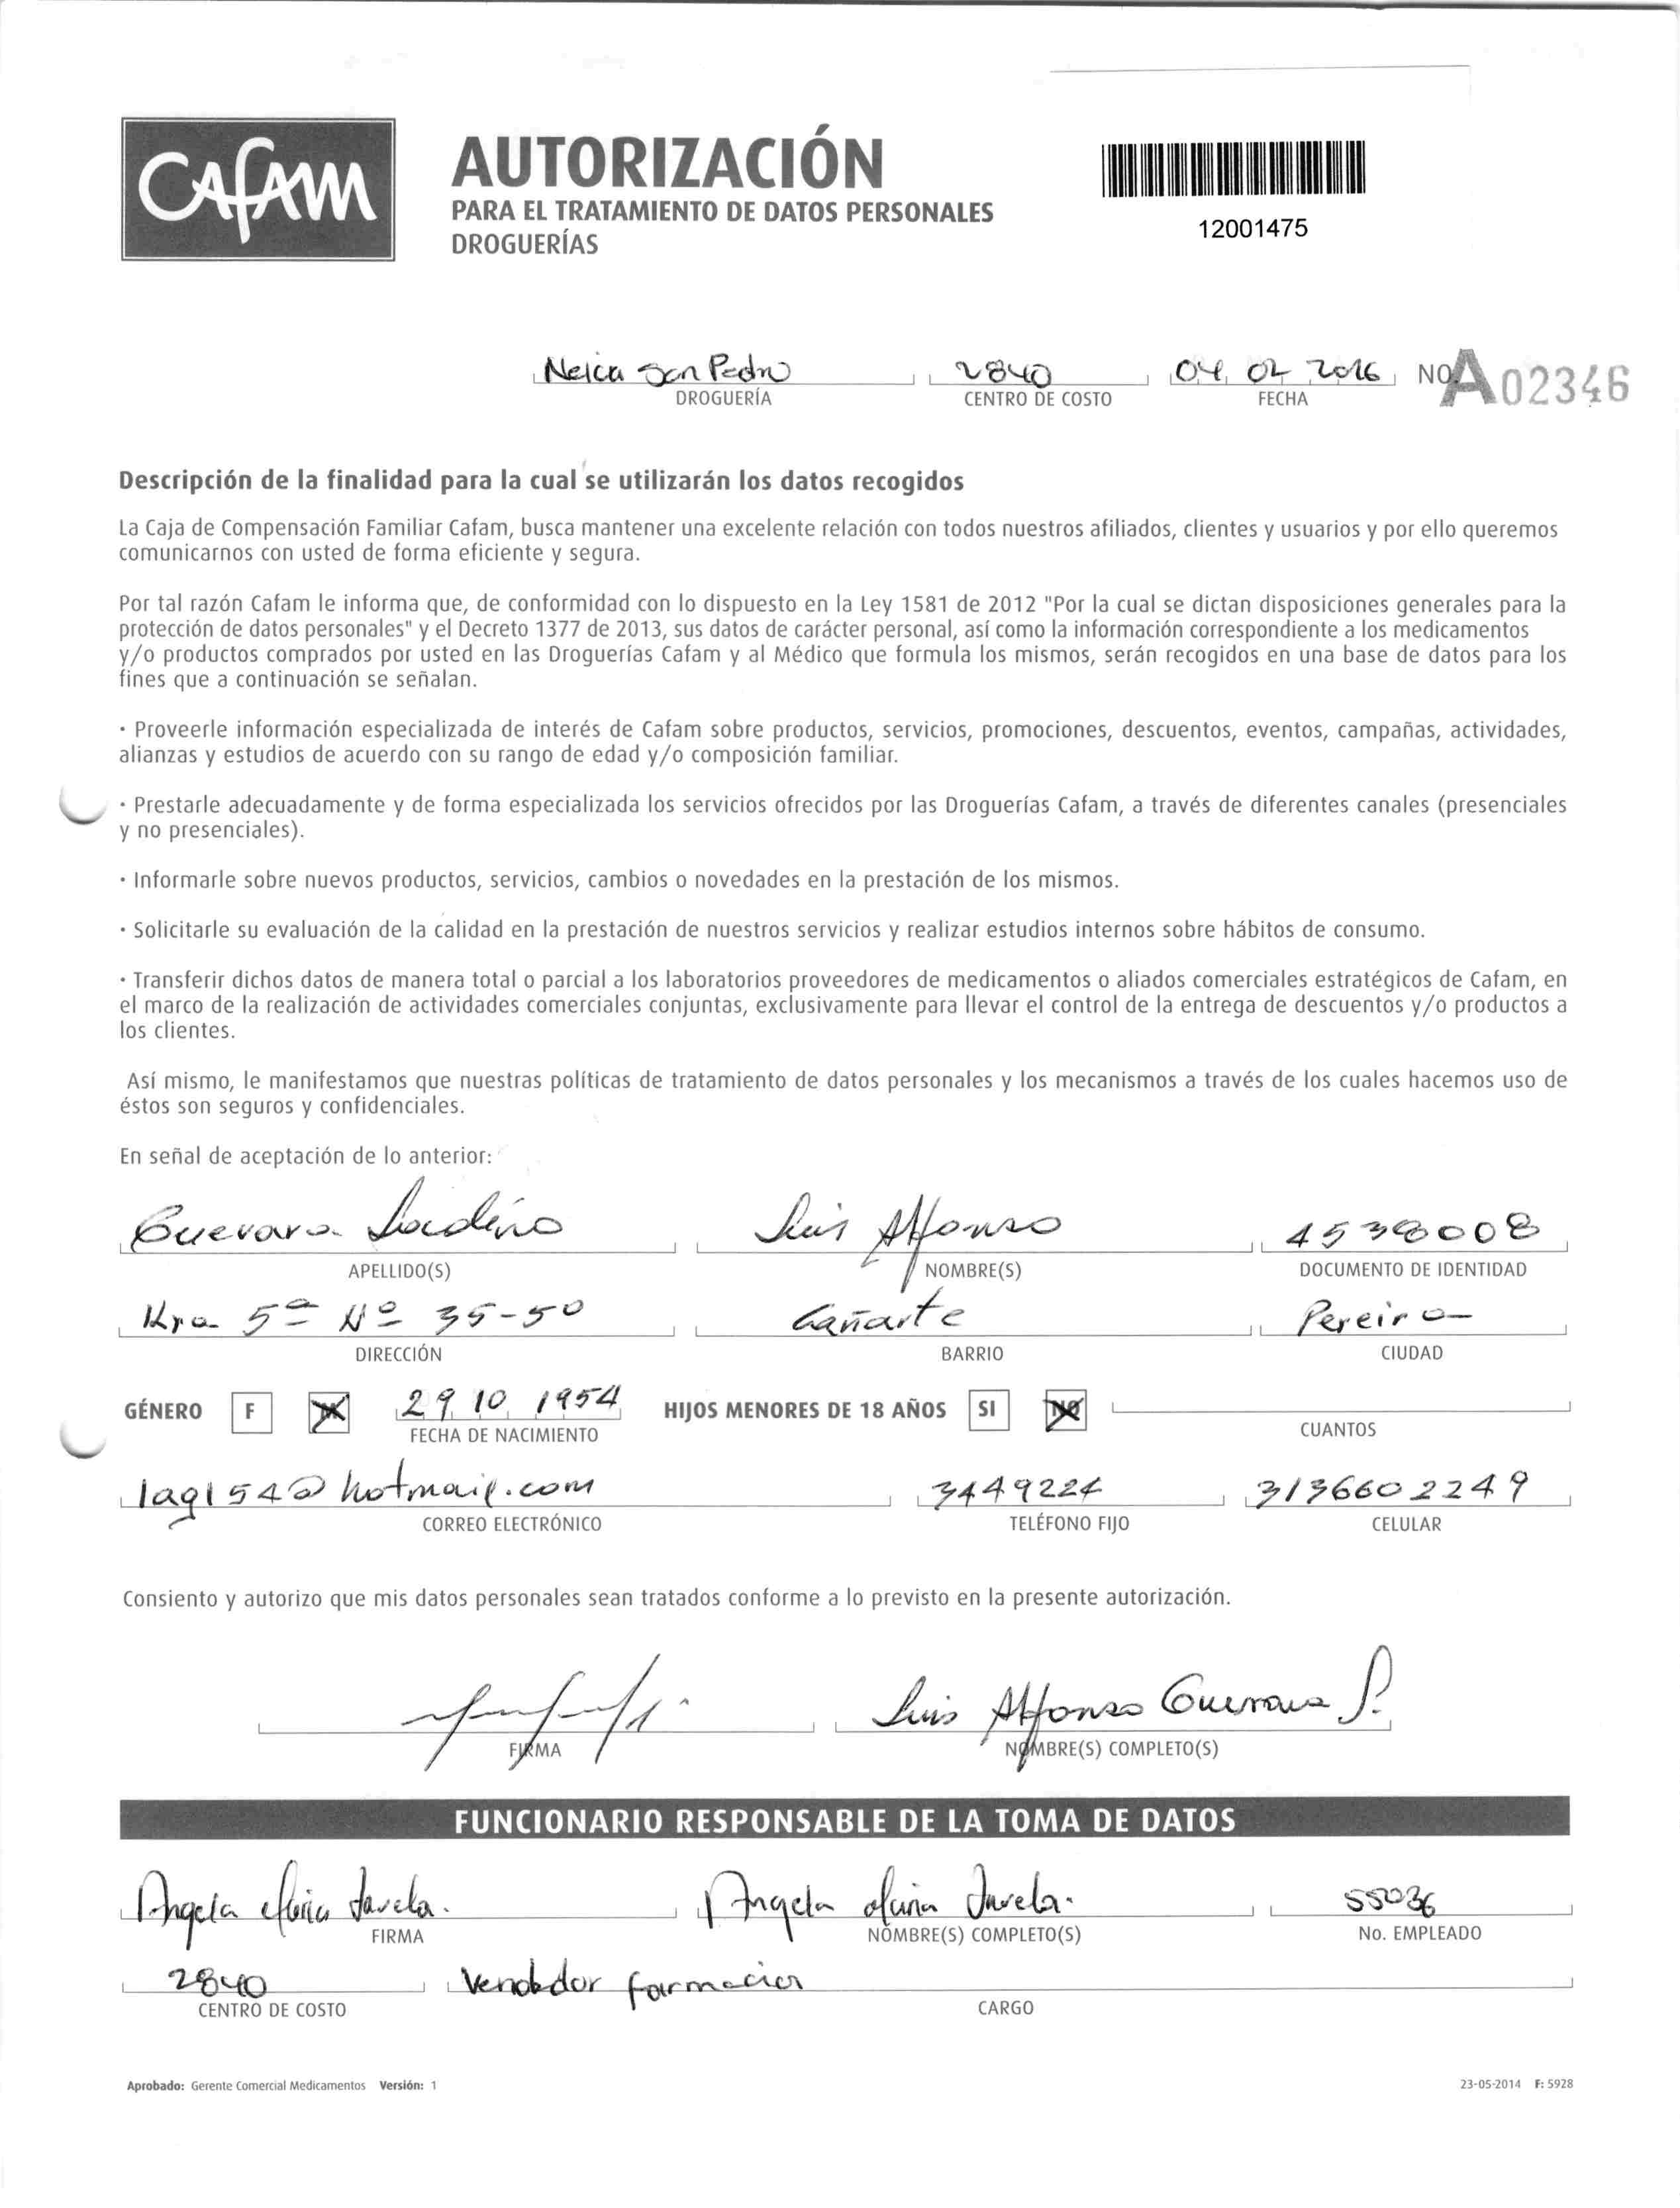 CAFAM
AUTORIZACIÓN
PARA EL TRATAMIENTO DE DATOS PERSONALES
DROGUERÍAS
12001475
San Pedro 2840 04 02 2016 NO. A 02346
DROGUERÍA CENTRO DE COSTO FECHA
Descripción de la finalidad para la cual se utilizarán los datos recogidos
La Caja de Compensación Familiar Cafam, busca mantener una excelente relación con todos nuestros afiliados, clientes y usuarios y por ello queremos
comunicarnos con usted de forma eficiente y segura.
Por tal razón Cafam le informa que, de conformidad con lo dispuesto en la Ley 1581 de 2012 "Por la cual se dictan disposiciones generales para la
protección de datos personales" y el Decreto 1377 de 2013, sus datos de carácter personal, así como la información correspondiente a los medicamentos
y/o productos comprados por usted en las Droguerías Cafam y al Médico que formula los mismos, serán recogidos en una base de datos para los
fines que a continuación se señalan.
· Proveerle información especializada de interés de Cafam sobre productos, servicios, promociones, descuentos, eventos, campañas, actividades,
alianzas y estudios de acuerdo con su rango de edad y/o composición familiar.
· Prestarle adecuadamente y de forma especializada los servicios ofrecidos por las Droguerías Cafam, a través de diferentes canales (presenciales
y no presenciales).
· Informarle sobre nuevos productos, servicios, cambios o novedades en la prestación de los mismos.
· Solicitarle su evaluación de la calidad en la prestación de nuestros servicios y realizar estudios internos sobre hábitos de consumo.
· Transferir dichos datos de manera total o parcial a los laboratorios proveedores de medicamentos o aliados comerciales estratégicos de Cafam, en
el marco de la realización de actividades comerciales conjuntas, exclusivamente para llevar el control de la entrega de descuentos y/o productos a
los clientes.
Así mismo, le manifestamos que nuestras políticas de tratamiento de datos personales y los mecanismos a través de los cuales hacemos uso de
éstos son seguros y confidenciales.
En señal de aceptación de lo anterior:
Guevara Luis Alfonso 4538008
APELLIDO(S) NOMBRE(S) DOCUMENTO DE IDENTIDAD
Kra 5ª Nº 35-50 Cañarte Pereira
DIRECCIÓN BARRIO CIUDAD
GÉNERO F M 29 10 1954 HIJOS MENORES DE 18 AÑOS SI NO
FECHA DE NACIMIENTO CUANTOS
lagl54@hotmail.com 3449224 3136602249
CORREO ELECTRÓNICO TELÉFONO FIJO CELULAR
Consiento y autorizo que mis datos personales sean tratados conforme a lo previsto en la presente autorización.
Luis Alfonso Guevara S.
FIRMA NOMBRE(S) COMPLETO(S)
FUNCIONARIO RESPONSABLE DE LA TOMA DE DATOS
Angela María Angela María 55036
FIRMA NOMBRE(S) COMPLETO(S) No. EMPLEADO
2840 Vendedor farmacia
CENTRO DE COSTO CARGO
Aprobado: Gerente Comercial Medicamentos Versión: 1 23-05-2014 F: 5928